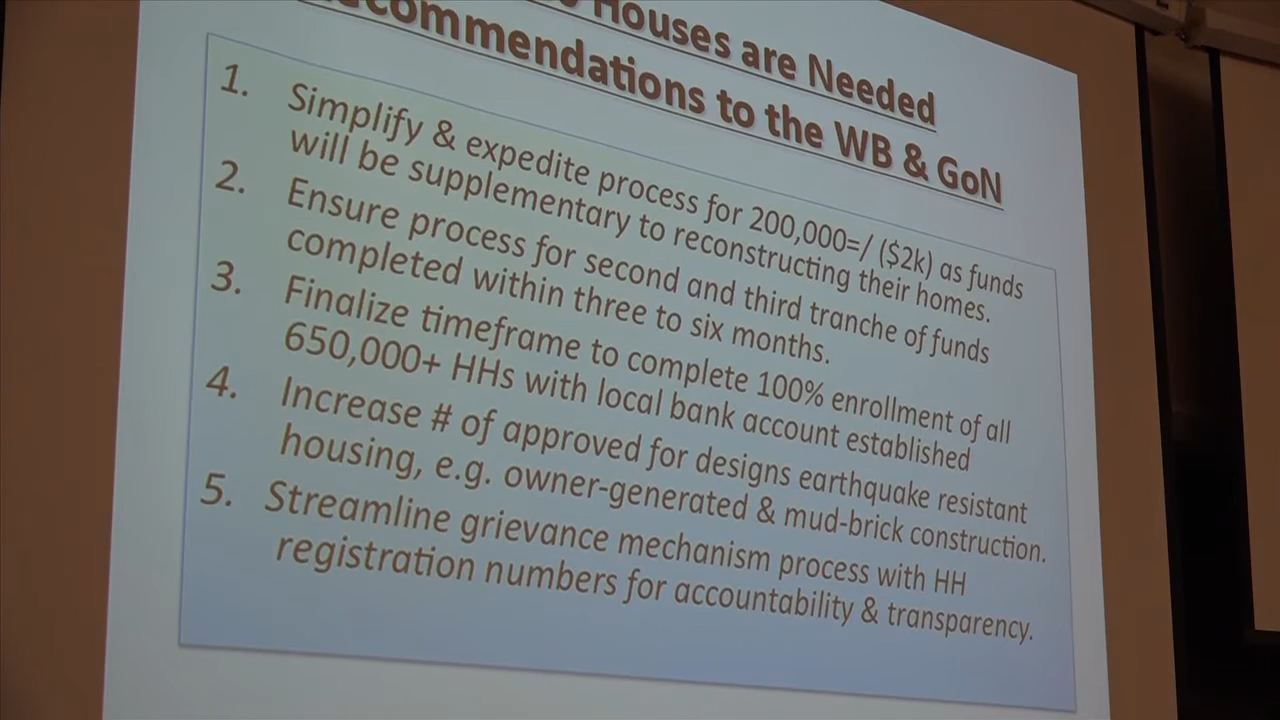 Houses are Needed
Recommendations to the WB & GoN
1. Simplify & expedite process for 200,000=/ ($2k) as funds
will be supplementary to reconstructing their homes.
2. Ensure process for second and third tranche of funds
completed within three to six months.
3. Finalize timeframe to complete 100% enrollment of all
650,000+ HHs with local bank account established
4. Increase # of approved for designs earthquake resistant
housing, e.g. owner-generated & mud-brick construction.
5. Streamline grievance mechanism process with HH
registration numbers for accountability & transparency.